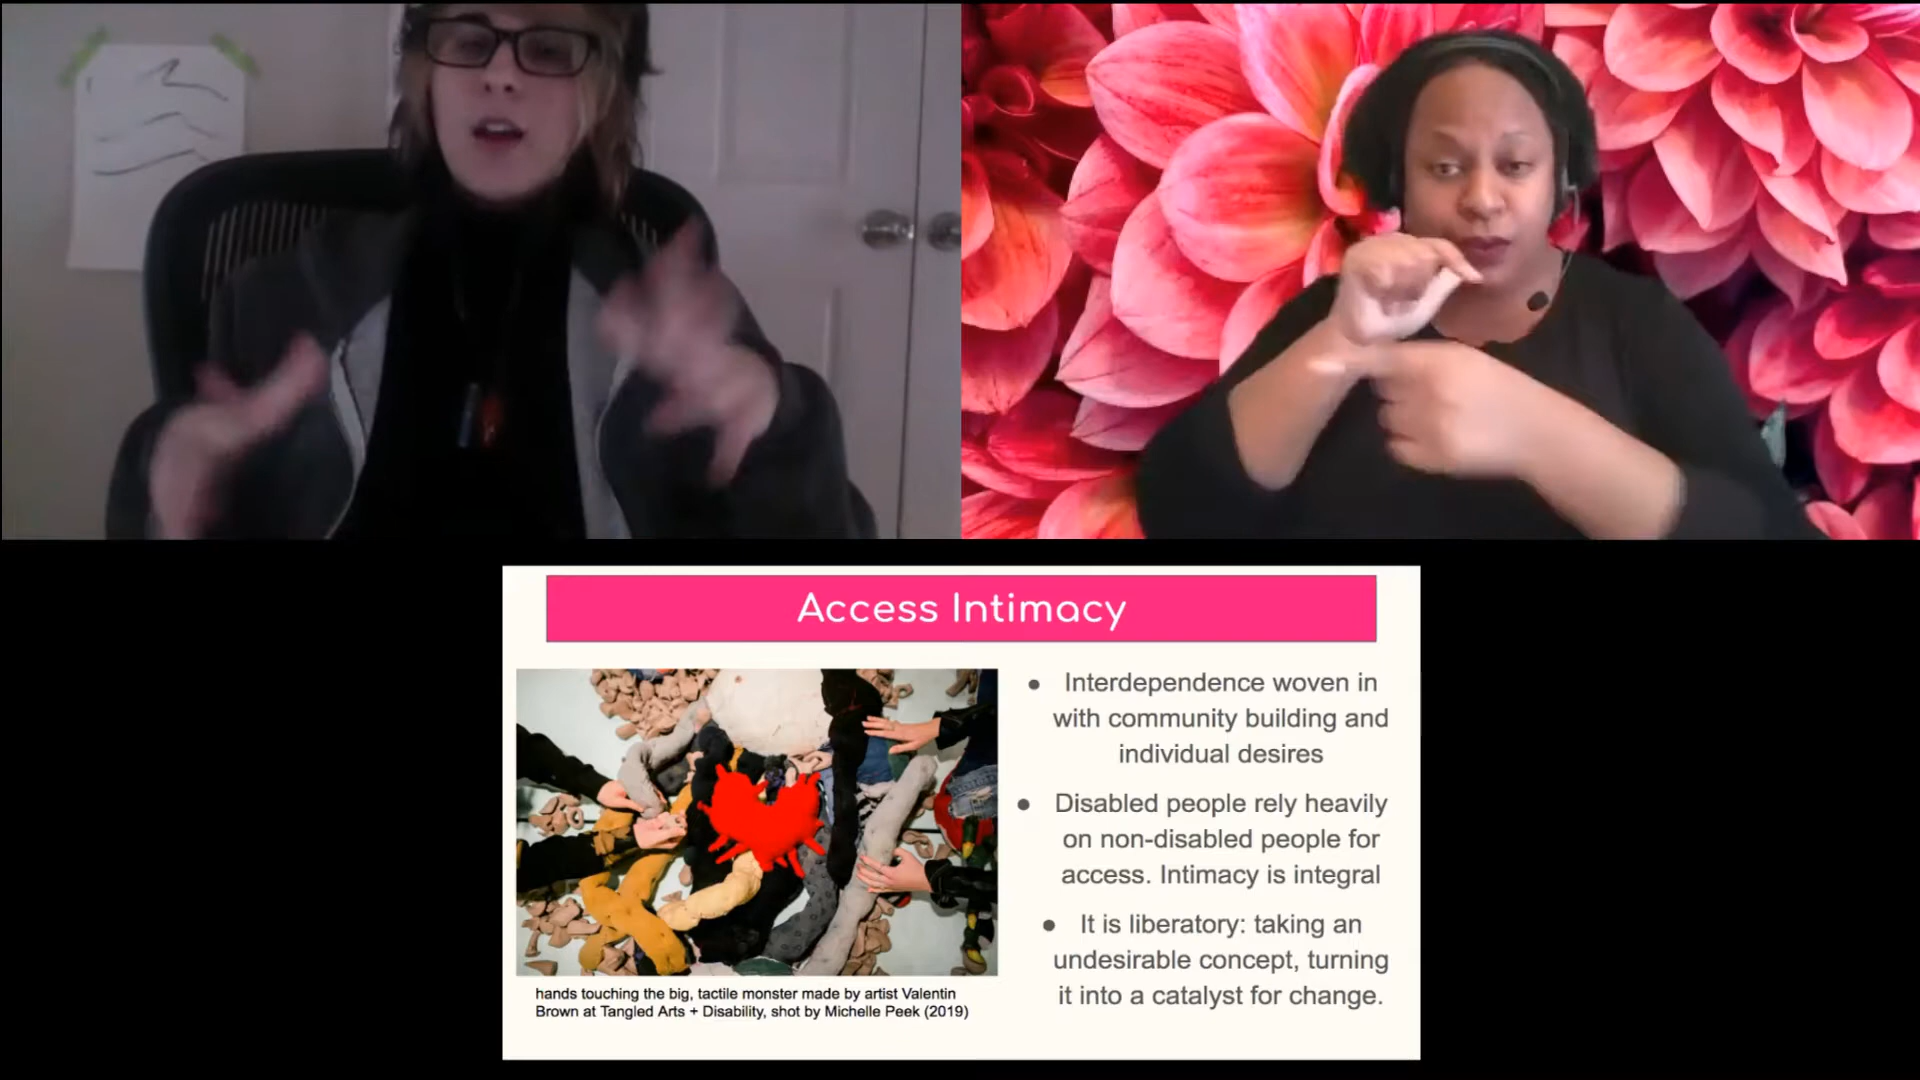 Access Intimacy
● Interdependence woven in
with community building and
individual desires
● Disabled people rely heavily
on non-disabled people for
access. Intimacy is integral
● It is liberatory: taking an
undesirable concept, turning
it into a catalyst for change.
hands touching the big, tactile monster made by artist Valentin
Brown at Tangled Arts + Disability, shot by Michelle Peek (2019)